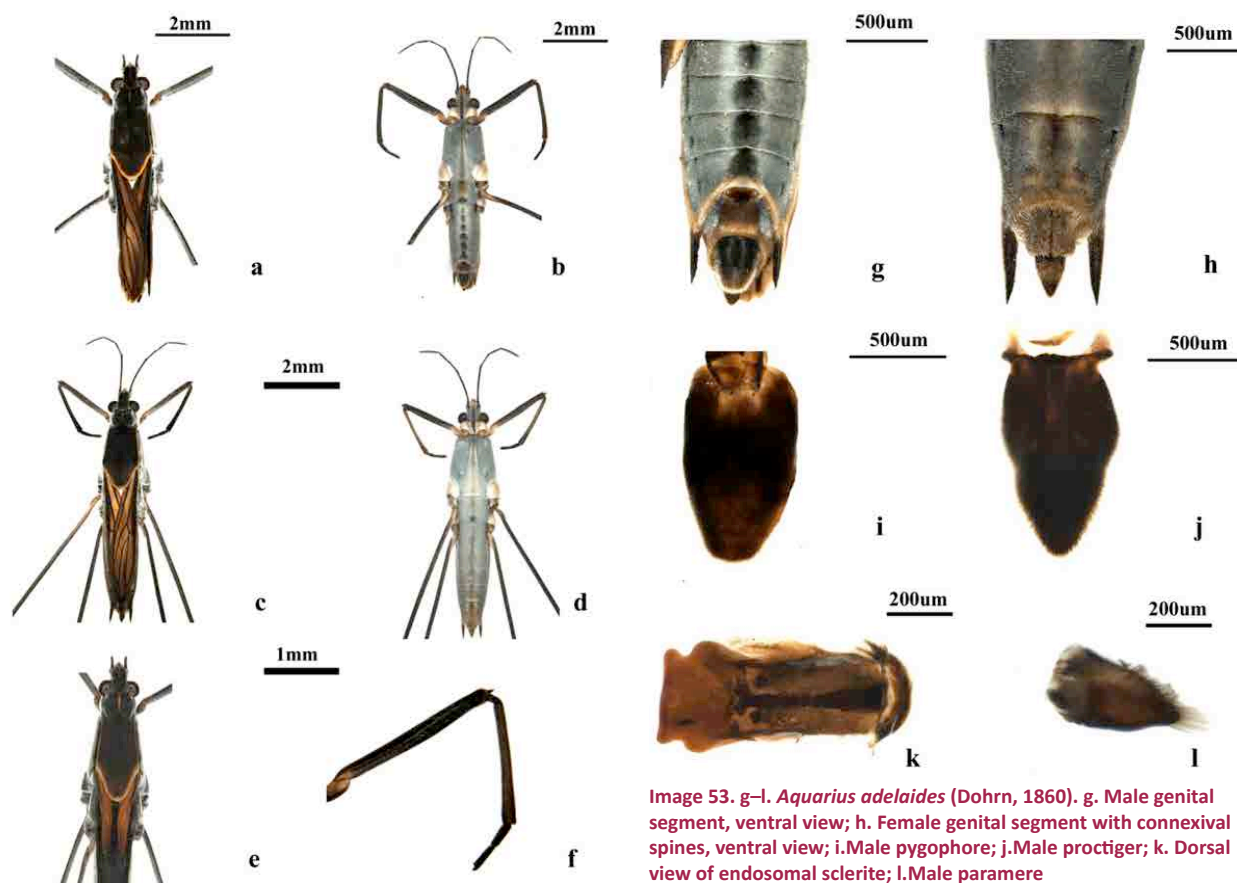 2mm
a
2mm
b
2mm
c
d
1mm
e
f
500um
g
500um
h
500um
i
500um
j
200um
k
200um
l
Image 53. g–l. Aquarius adelaides (Dohrn, 1860). g. Male genital
segment, ventral view; h. Female genital segment with connexival
spines, ventral view; i.Male pygophore; j.Male proctiger; k. Dorsal
view of endosomal sclerite; l.Male paramere